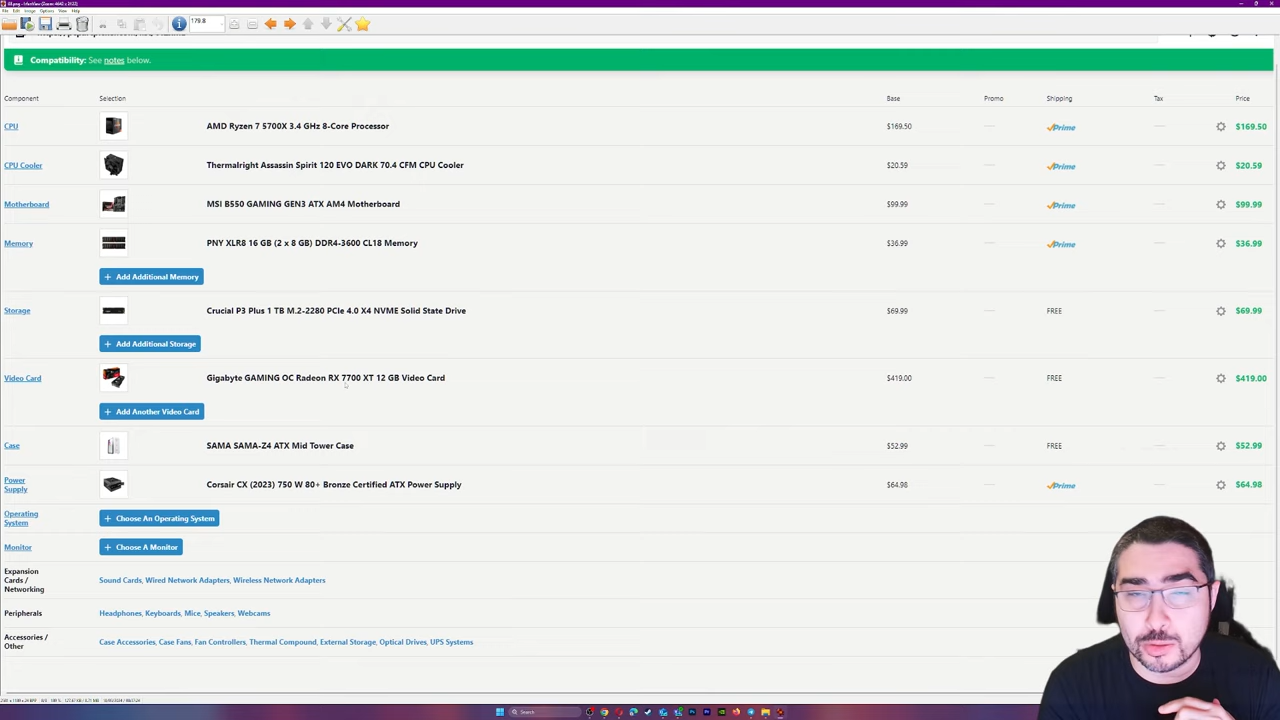 File Edit Image Options View Help
179.8
Compatibility: See notes below.
Component Selection Base Promo Shipping Tax Price
CPU AMD Ryzen 7 5700X 3.4 GHz 8-Core Processor $169.50 Prime $169.50
CPU Cooler Thermalright Assassin Spirit 120 EVO DARK 70.4 CFM CPU Cooler $20.59 Prime $20.59
Motherboard MSI B550 GAMING GEN3 ATX AM4 Motherboard $99.99 Prime $99.99
Memory PNY XLR8 16 GB (2 x 8 GB) DDR4-3600 CL18 Memory $36.99 Prime $36.99
+ Add Additional Memory
Storage Crucial P3 Plus 1 TB M.2-2280 PCIe 4.0 X4 NVME Solid State Drive $69.99 FREE $69.99
+ Add Additional Storage
Video Card Gigabyte GAMING OC Radeon RX 7700 XT 12 GB Video Card $419.00 FREE $419.00
+ Add Another Video Card
Case SAMA SAMA-Z4 ATX Mid Tower Case $52.99 FREE $52.99
Power Supply Corsair CX (2023) 750 W 80+ Bronze Certified ATX Power Supply $64.98 Prime $64.98
Operating System + Choose An Operating System
Monitor + Choose A Monitor
Expansion Cards / Networking Sound Cards, Wired Network Adapters, Wireless Network Adapters
Peripherals Headphones, Keyboards, Mice, Speakers, Webcams
Accessories / Other Case Accessories, Case Fans, Fan Controllers, Thermal Compound, External Storage, Optical Drives, UPS Systems
Search